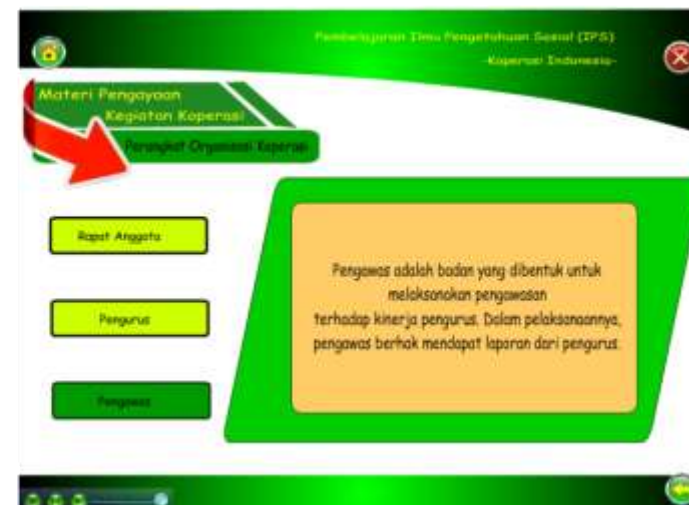 Pembelajaran Ilmu Pengetahuan Sosial (IPS)
-Koperasi Indonesia-
Materi Pengayaan
Kegiatan Koperasi
Perangkat Organisasi Koperasi
Rapat Anggota
Pengurus
Pengawas
Pengawas adalah badan yang dibentuk untuk
melaksanakan pengawasan
terhadap kinerja pengurus. Dalam pelaksanaannya,
pengawas berhak mendapat laporan dari pengurus.